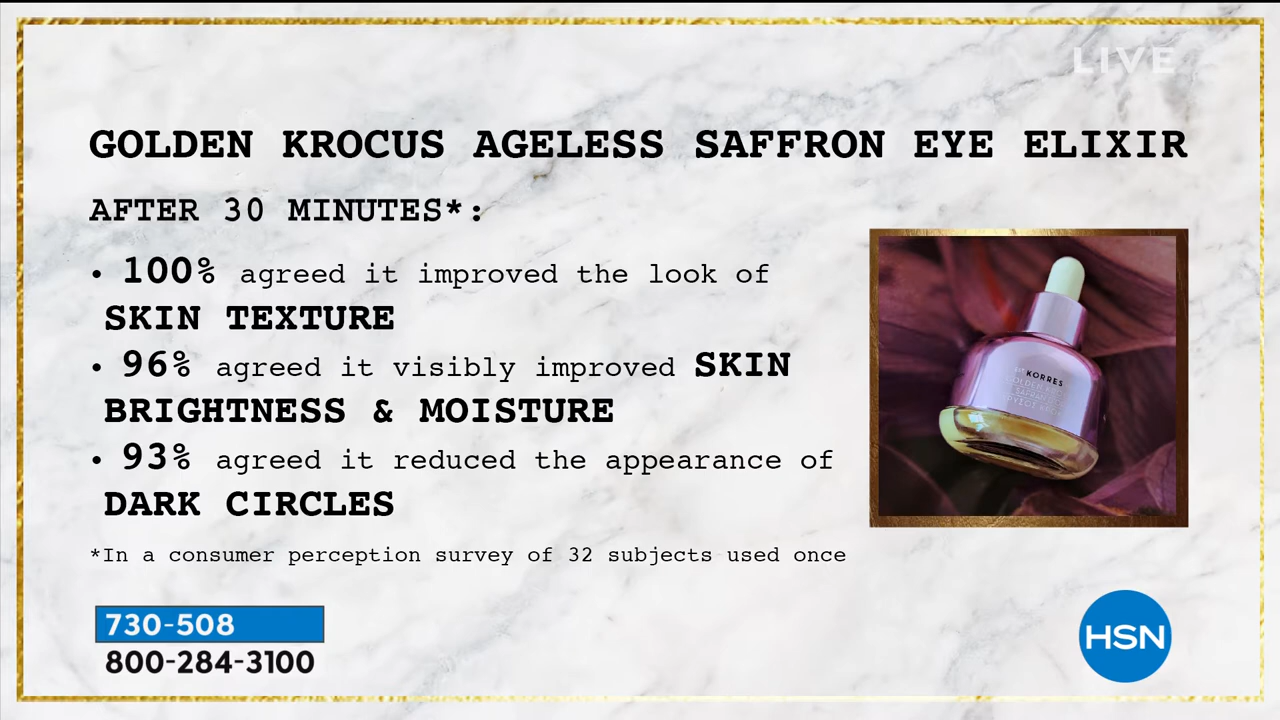 LIVE
GOLDEN KROCUS AGELESS SAFFRON EYE ELIXIR
AFTER 30 MINUTES*:
• 100% agreed it improved the look of
SKIN TEXTURE
• 96% agreed it visibly improved SKIN
BRIGHTNESS & MOISTURE
• 93% agreed it reduced the appearance of
DARK CIRCLES
*In a consumer perception survey of 32 subjects used once
KORRES
730-508
800-284-3100
HSN